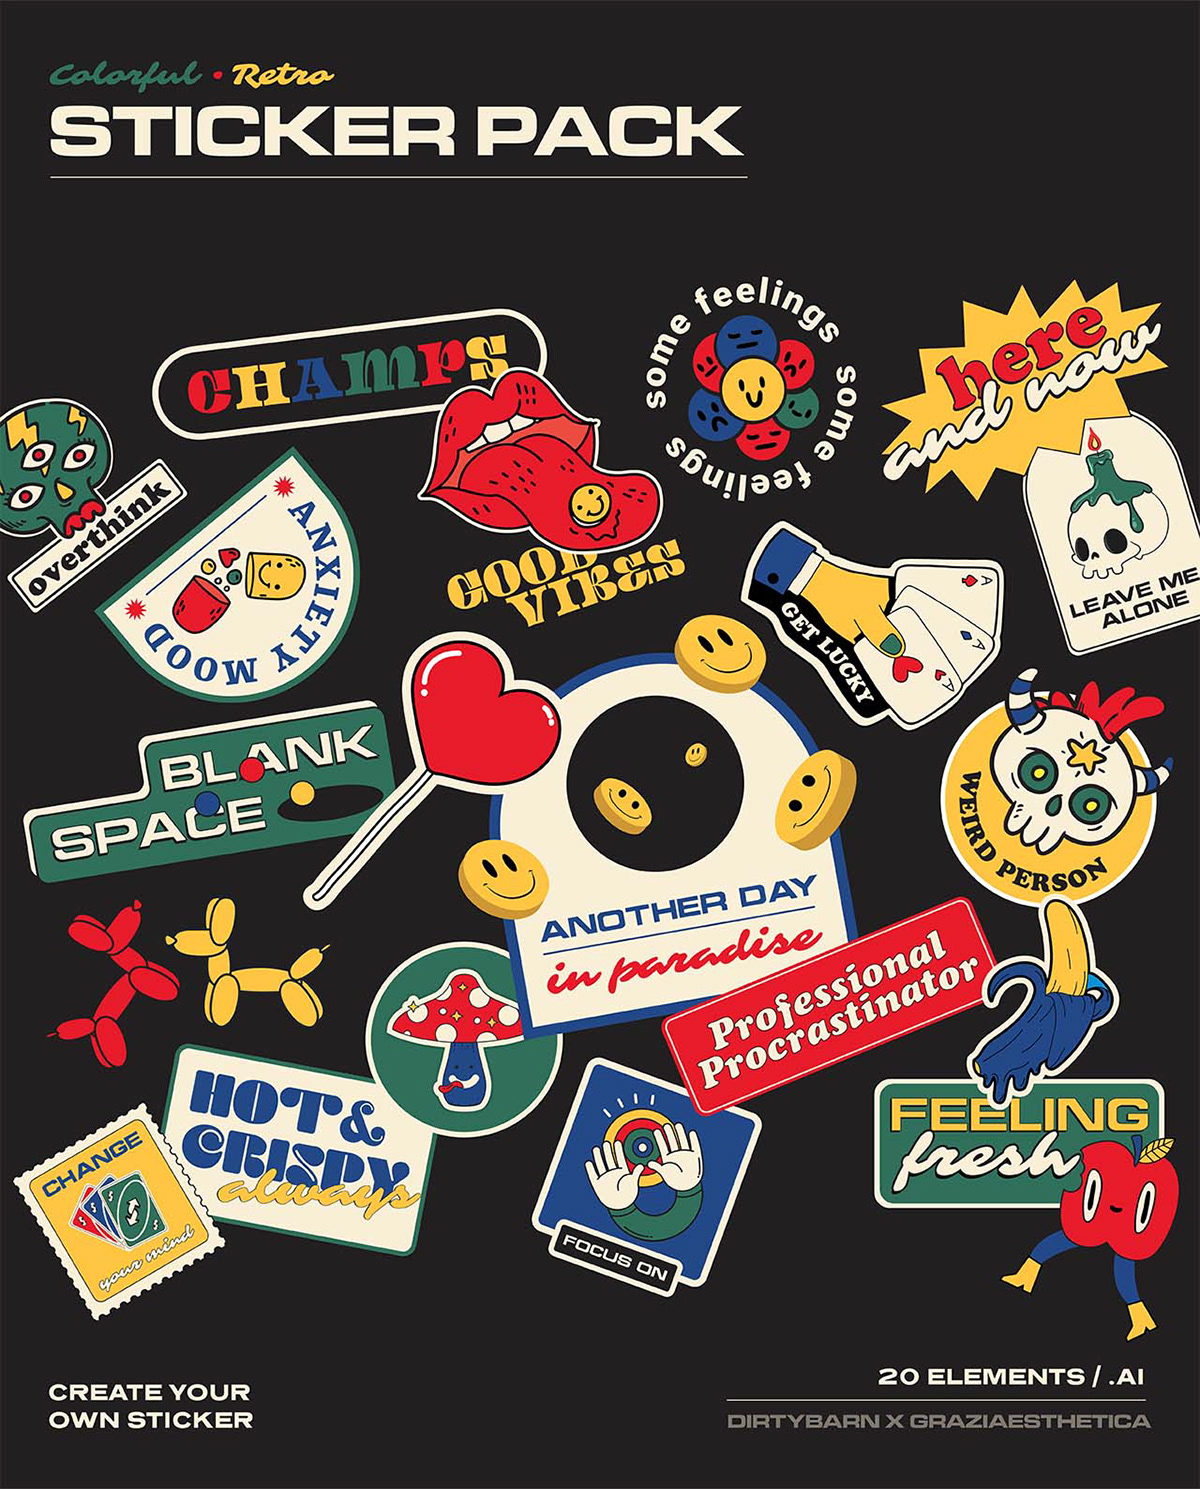 Colorful • Retro
STICKER PACK
some feelings some feelings
CHAMPS
here
and now
overthink
ANXIETY MOOD
GOOD
VIBES
GET LUCKY
A
A
A
LEAVE ME
ALONE
BLANK
SPACE
WEIRD PERSON
ANOTHER DAY
in paradise
Professional
Procrastinator
HOT &
CRISPY
always
FEELING
fresh
CHANGE
your mind
FOCUS ON
CREATE YOUR
OWN STICKER
20 ELEMENTS / .AI
DIRTYBARN X GRAZIAESTHETICA